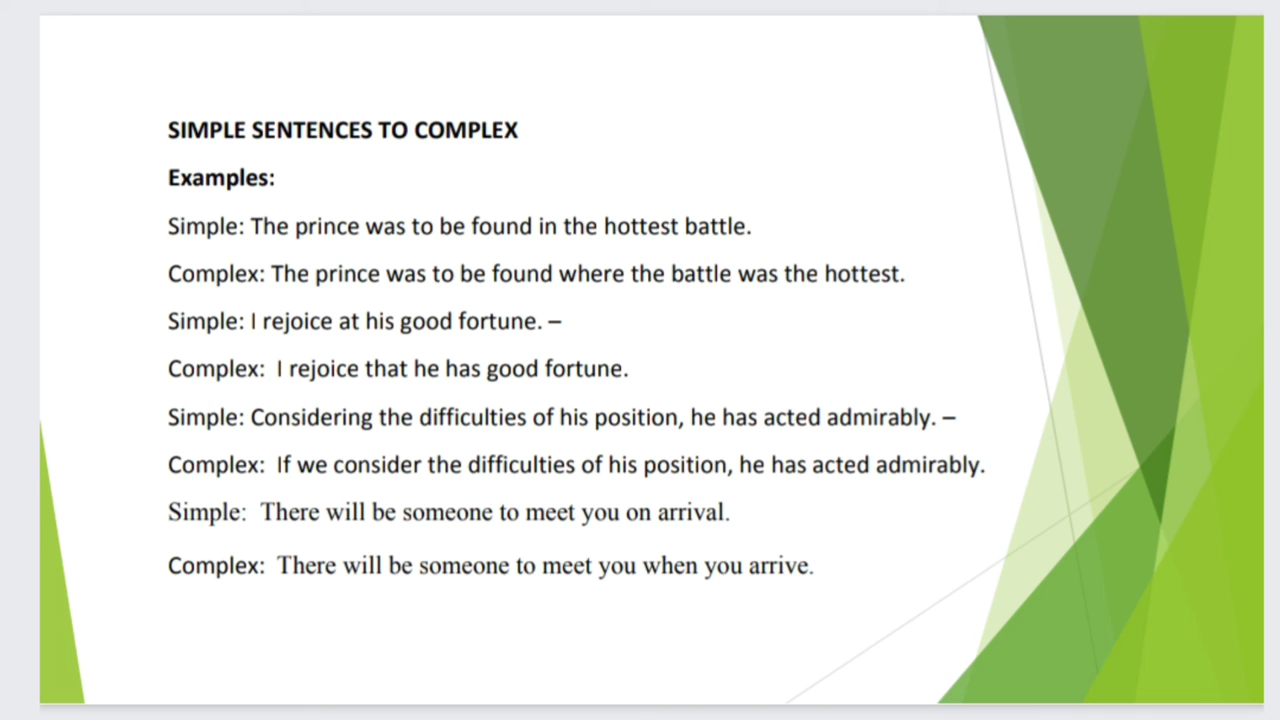 SIMPLE SENTENCES TO COMPLEX
Examples:
Simple: The prince was to be found in the hottest battle.
Complex: The prince was to be found where the battle was the hottest.
Simple: I rejoice at his good fortune. –
Complex:  I rejoice that he has good fortune.
Simple: Considering the difficulties of his position, he has acted admirably. –
Complex:  If we consider the difficulties of his position, he has acted admirably.
Simple:  There will be someone to meet you on arrival.
Complex:  There will be someone to meet you when you arrive.